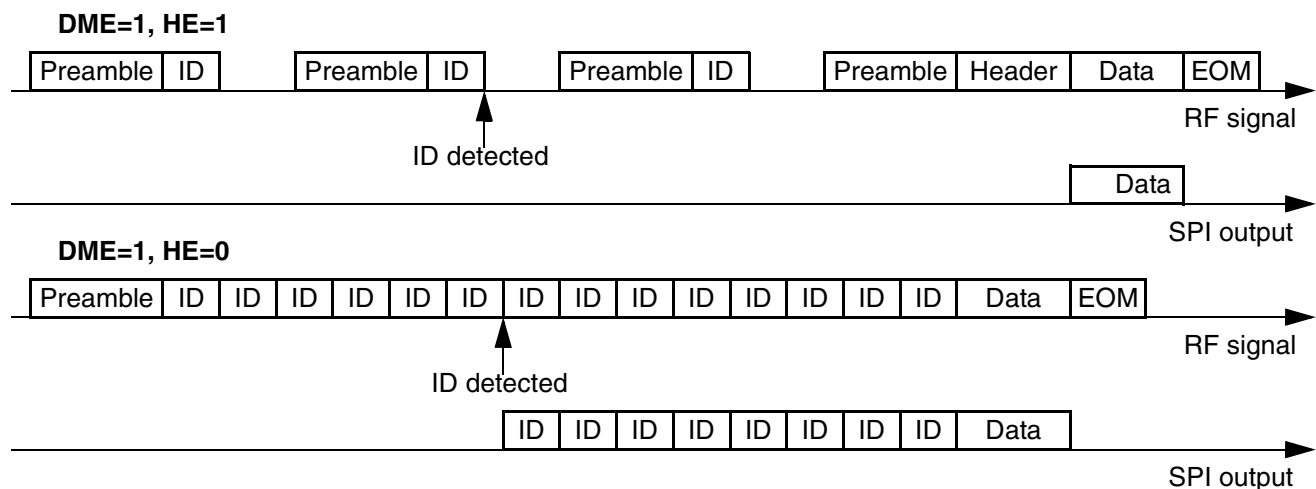 DME=1, HE=1
Preamble ID Preamble ID Preamble ID Preamble Header Data EOM
RF signal
ID detected
Data
SPI output
DME=1, HE=0
Preamble ID ID ID ID ID ID ID ID ID ID ID ID ID ID Data EOM
RF signal
ID detected
ID ID ID ID ID ID ID ID Data
SPI output